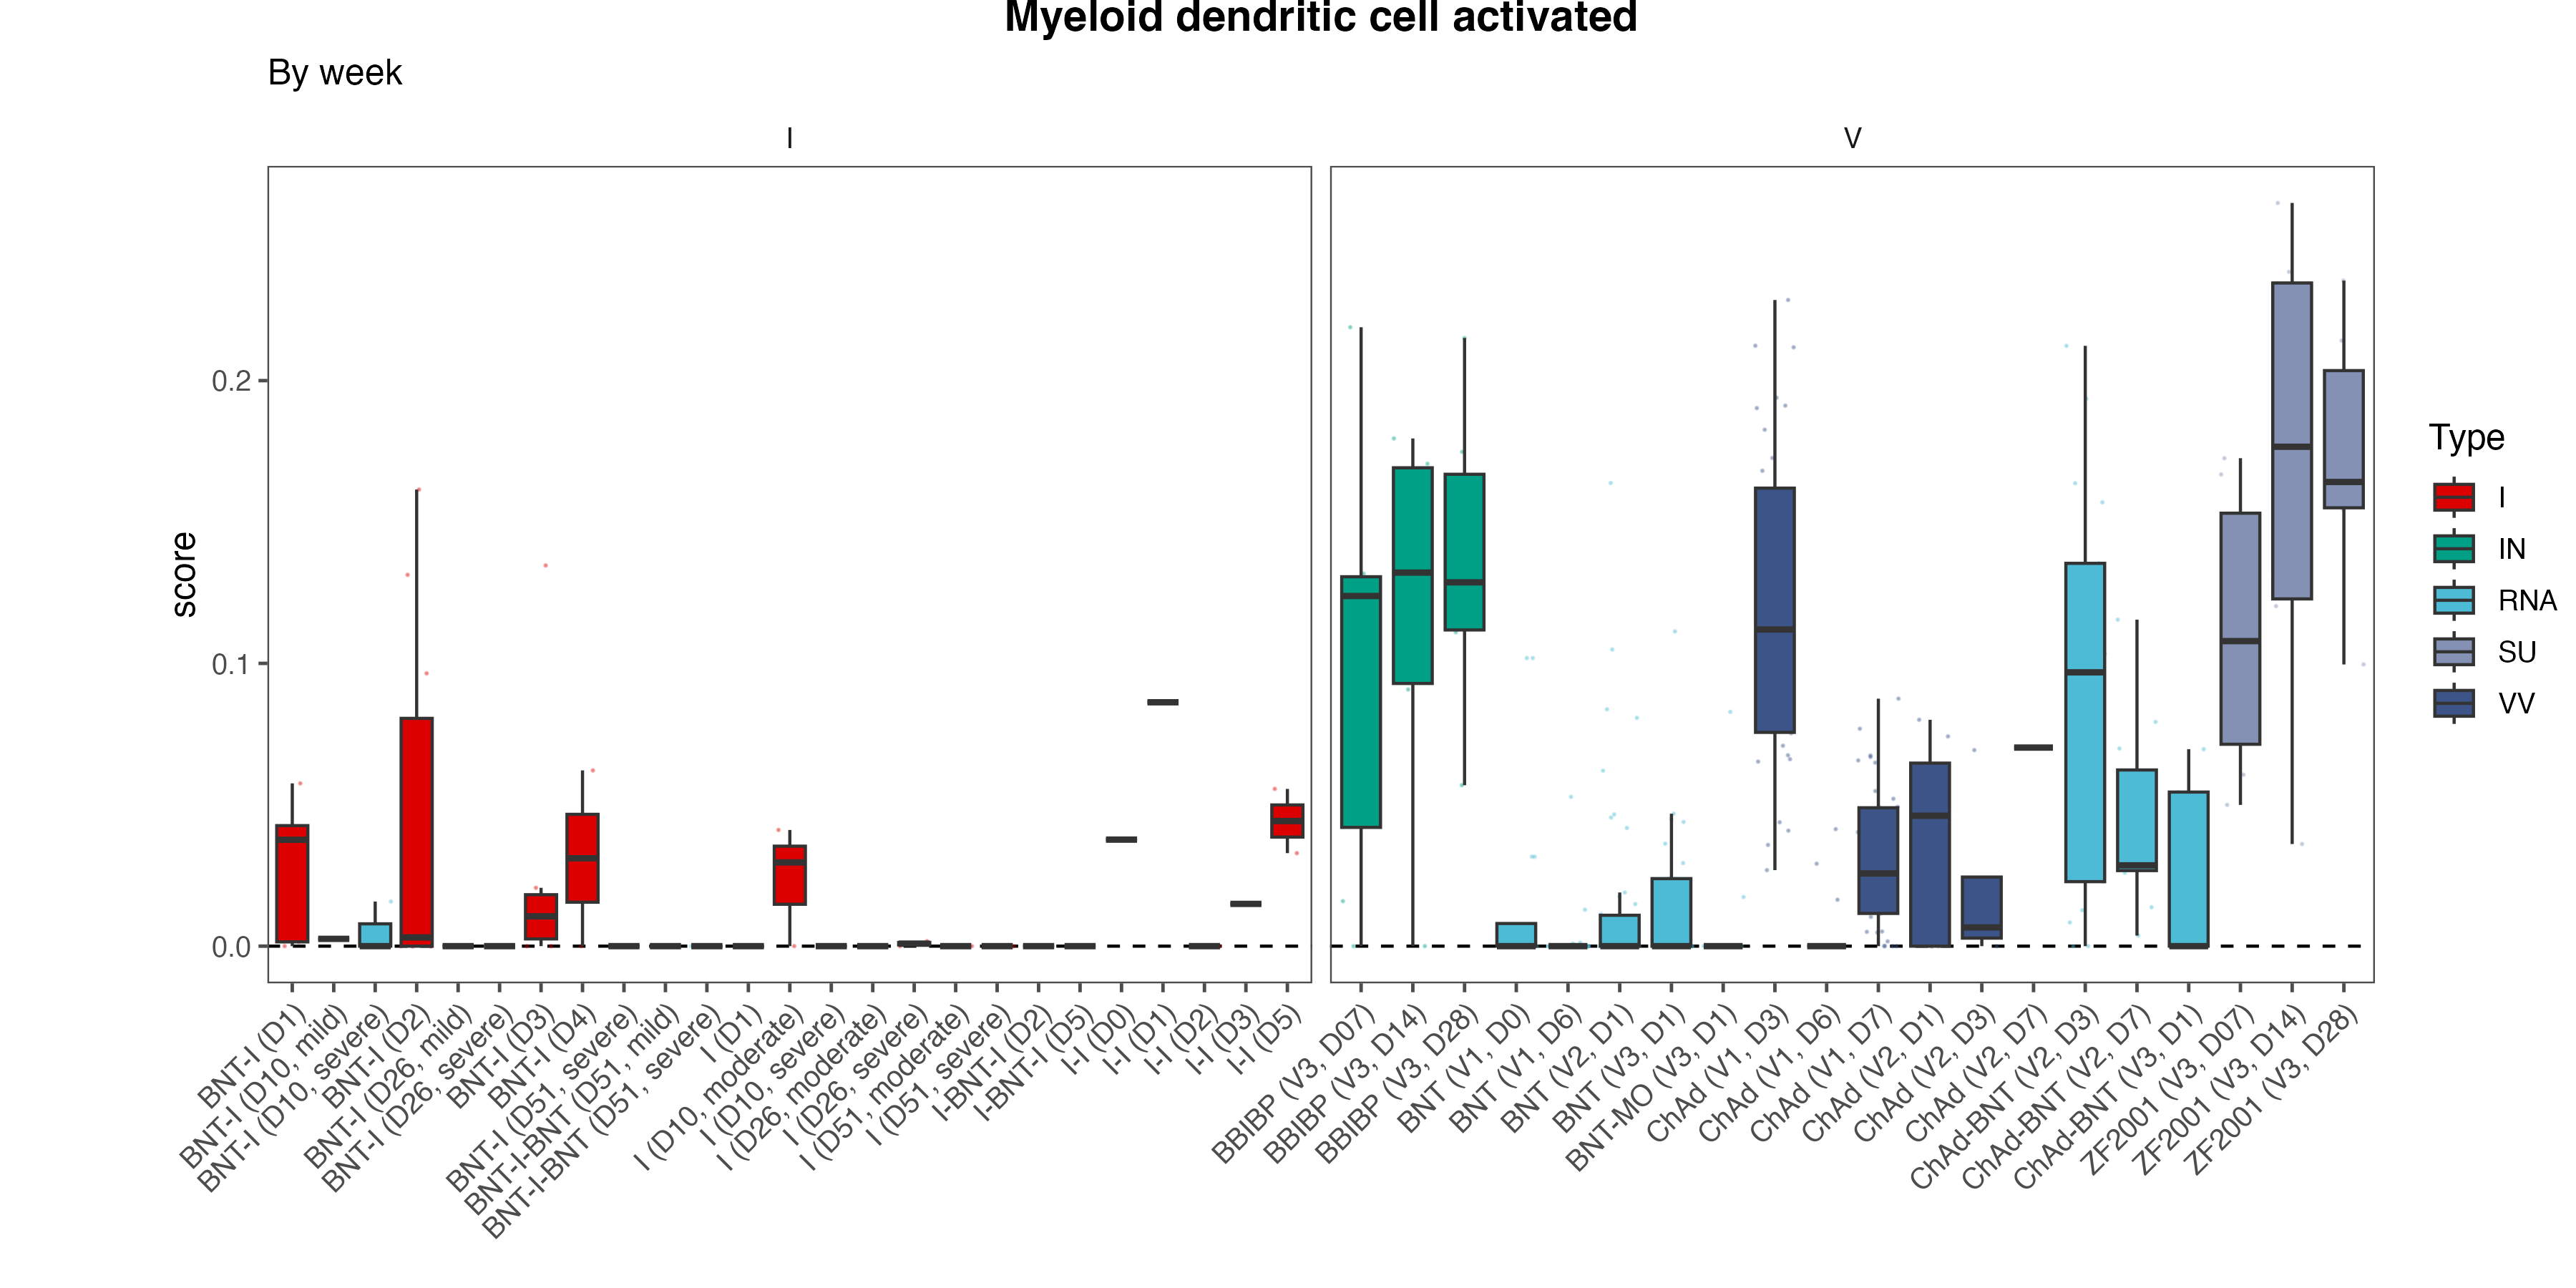 Myeloid dendritic cell activated
By week
I
V
score
0.2
0.1
0.0
BNT-I (D1)
BNT-I (D10, mild)
BNT-I (D10, severe)
BNT-I (D2)
BNT-I (D26, mild)
BNT-I (D26, severe)
BNT-I (D3)
BNT-I (D4)
BNT-I (D51, severe)
BNT-I-BNT (D51, mild)
BNT-I-BNT (D51, severe)
I (D1)
I (D10, moderate)
I (D10, severe)
I (D26, moderate)
I (D26, severe)
I (D51, moderate)
I (D51, severe)
I-BNT-I (D2)
I-BNT-I (D5)
I-I (D0)
I-I (D1)
I-I (D2)
I-I (D3)
I-I (D5)
BBIBP (V3, D07)
BBIBP (V3, D14)
BBIBP (V3, D28)
BNT (V1, D0)
BNT (V1, D6)
BNT (V2, D1)
BNT (V3, D1)
BNT-MO (V3, D1)
ChAd (V1, D3)
ChAd (V1, D6)
ChAd (V1, D7)
ChAd (V2, D1)
ChAd (V2, D3)
ChAd (V2, D7)
ChAd-BNT (V2, D3)
ChAd-BNT (V2, D7)
ChAd-BNT (V3, D1)
ZF2001 (V3, D07)
ZF2001 (V3, D14)
ZF2001 (V3, D28)
Type
I
IN
RNA
SU
VV